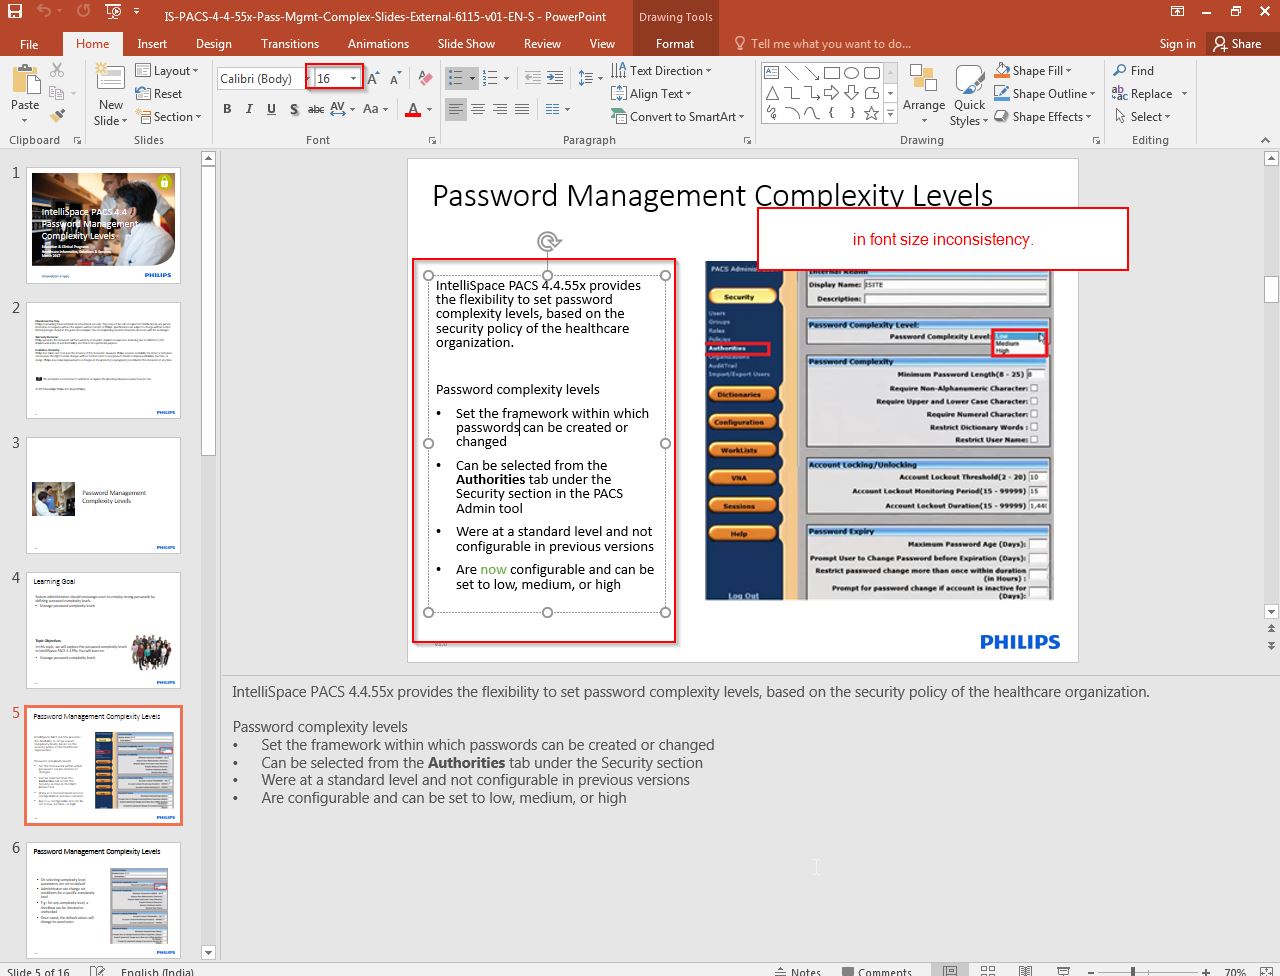 IS-PACS-4-4-55x-Pass-Mgmt-Complex-Slides-External-6115-v01-EN-S - PowerPoint
Drawing Tools
File Home Insert Design Transitions Animations Slide Show Review View Format Tell me what you want to do... Sign in Share
Paste
Clipboard
New Slide
Layout
Reset
Section
Slides
Calibri (Body) 16
B I U S abc AV Aa A
Font
Text Direction
Align Text
Convert to SmartArt
Paragraph
Arrange
Quick Styles
Shape Fill
Shape Outline
Shape Effects
Drawing
Find
Replace
Select
Editing
1
IntelliSpace PACS 4.4
Password Management
Complexity Levels
PHILIPS
2
PHILIPS
3
Password Management
Complexity Levels
4
Learning Goal
Topic Objectives
PHILIPS
5
Password Management Complexity Levels
PHILIPS
6
Password Management Complexity Levels
PHILIPS
Password Management Complexity Levels
in font size inconsistency.
IntelliSpace PACS 4.4.55x provides
the flexibility to set password
complexity levels, based on the
security policy of the healthcare
organization.
Password complexity levels
• Set the framework within which
passwords can be created or
changed
• Can be selected from the
Authorities tab under the
Security section in the PACS
Admin tool
• Were at a standard level and not
configurable in previous versions
• Are now configurable and can be
set to low, medium, or high
PACS Adminis
Security
Users
Groups
Roles
Policies
Authorities
Organizations
AuditTrail
Import/Export Users
Dictionaries
Configuration
WorkLists
VNA
Sessions
Help
Log Out
Internal Realm
Display Name: ISITE
Description:
Password Complexity Level:
Password Complexity Level: Low
Medium
High
Password Complexity
Minimum Password Length(8 - 25) 8
Require Non-Alphanumeric Character:
Require Upper and Lower Case Character:
Require Numeral Character:
Restrict Dictionary Words :
Restrict User Name:
Account Locking/Unlocking
Account Lockout Threshold(2 - 20) 10
Account Lockout Monitoring Period(15 - 99999) 15
Account Lockout Duration(15 - 99999) 1,440
Password Expiry
Maximum Password Age (Days):
Prompt User to Change Password before Expiration (Days):
Restrict password change more than once within duration
(in Hours) :
Prompt for password change if account is inactive for
(Days):
PHILIPS
IntelliSpace PACS 4.4.55x provides the flexibility to set password complexity levels, based on the security policy of the healthcare organization.
Password complexity levels
• Set the framework within which passwords can be created or changed
• Can be selected from the Authorities tab under the Security section
• Were at a standard level and not configurable in previous versions
• Are configurable and can be set to low, medium, or high
Slide 5 of 16 English (India) Notes Comments 70%